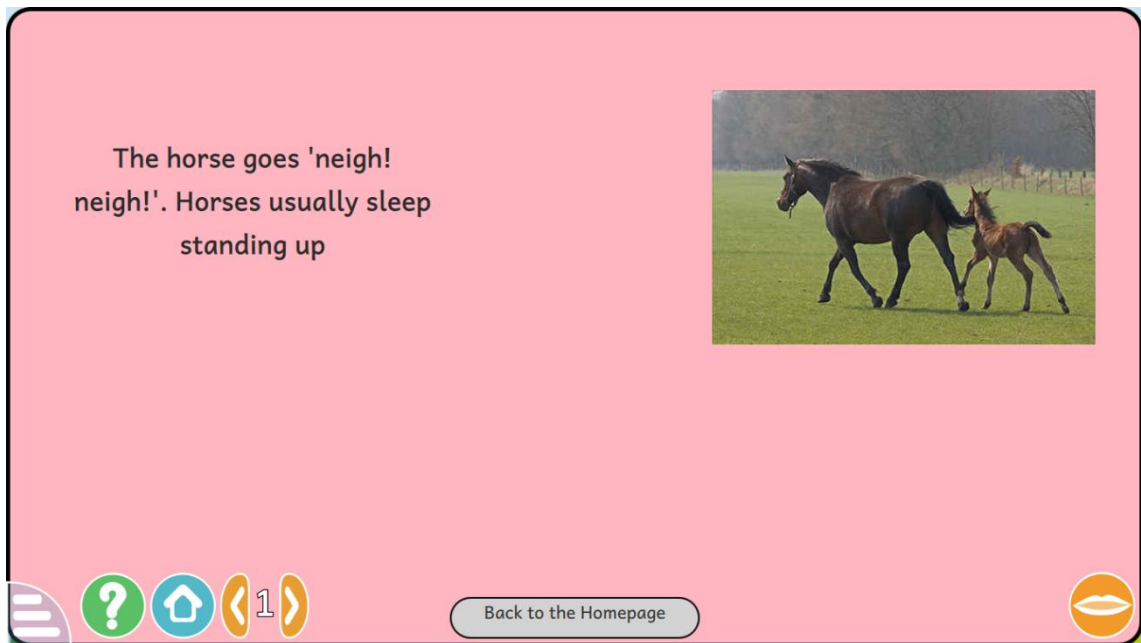 The horse goes 'neigh!
neigh!'. Horses usually sleep
standing up
?
1
Back to the Homepage